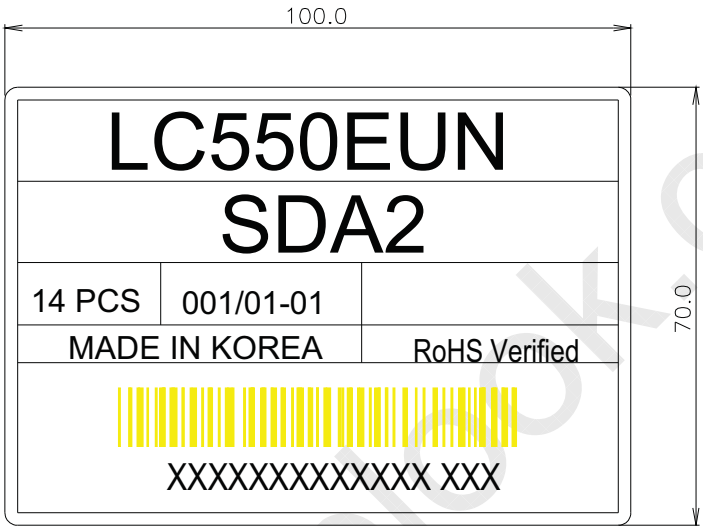 100.0
LC550EUN
SDA2
14 PCS 001/01-01
70.0
MADE IN KOREA RoHS Verified
XXXXXXXXXXXXX XXX